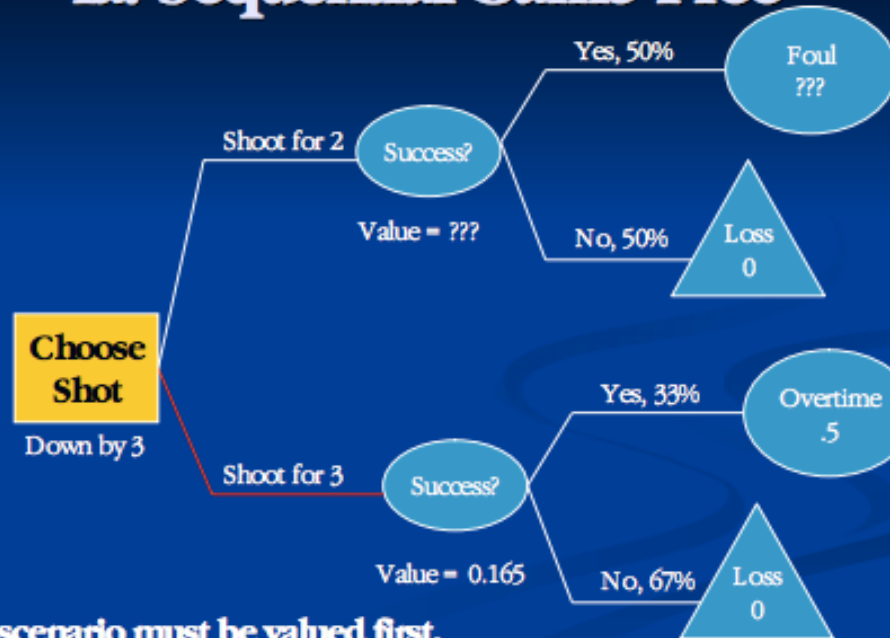 Yes, 50%
Foul
???
Shoot for 2
Success?
Value = ???
No, 50%
Loss
0
Choose
Shot
Down by 3
Yes, 33%
Overtime
.5
Shoot for 3
Success?
Value = 0.165
No, 67%
Loss
0
scenario must be valued first.